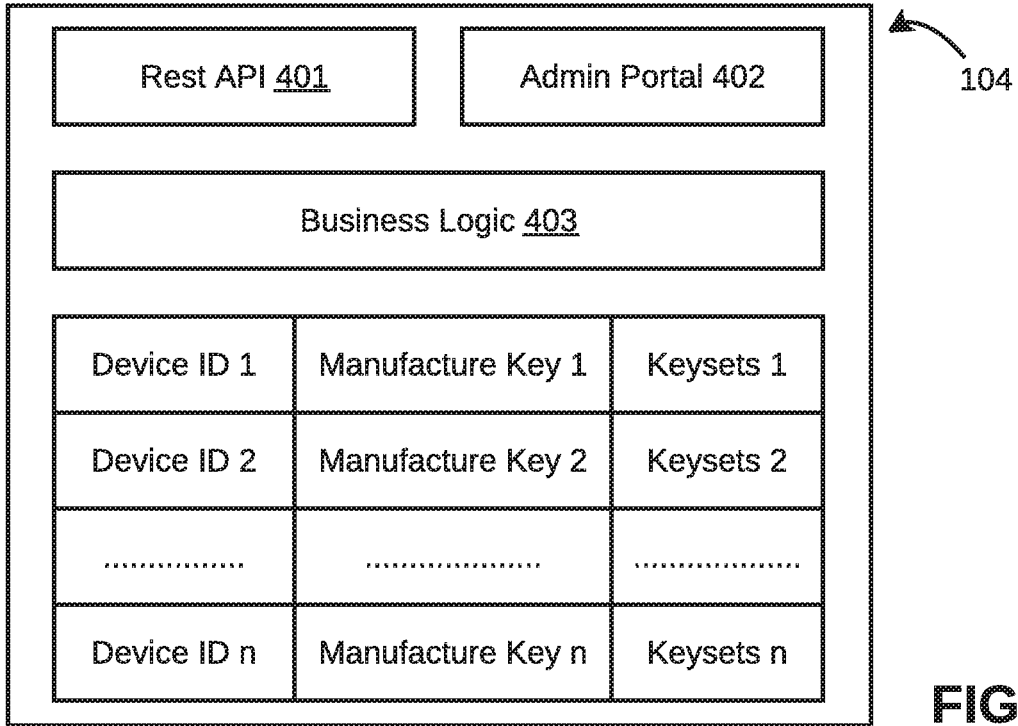 Rest API 401
Admin Portal 402
104
Business Logic 403
Device ID 1 Manufacture Key 1 Keysets 1
Device ID 2 Manufacture Key 2 Keysets 2
................ .................... ...................
Device ID n Manufacture Key n Keysets n
FIG